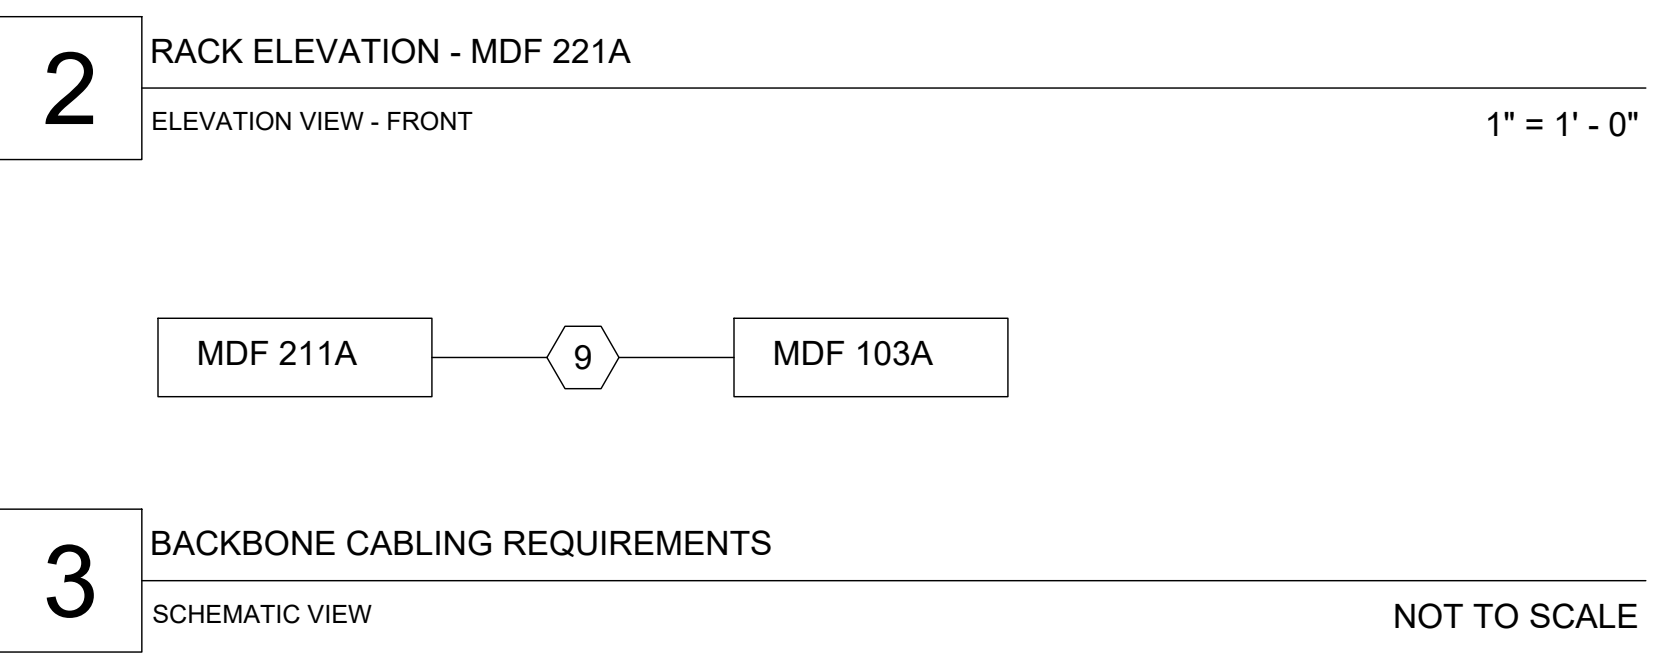 2
RACK ELEVATION - MDF 221A
ELEVATION VIEW - FRONT
1" = 1' - 0"
MDF 211A
9
MDF 103A
3
BACKBONE CABLING REQUIREMENTS
SCHEMATIC VIEW
NOT TO SCALE